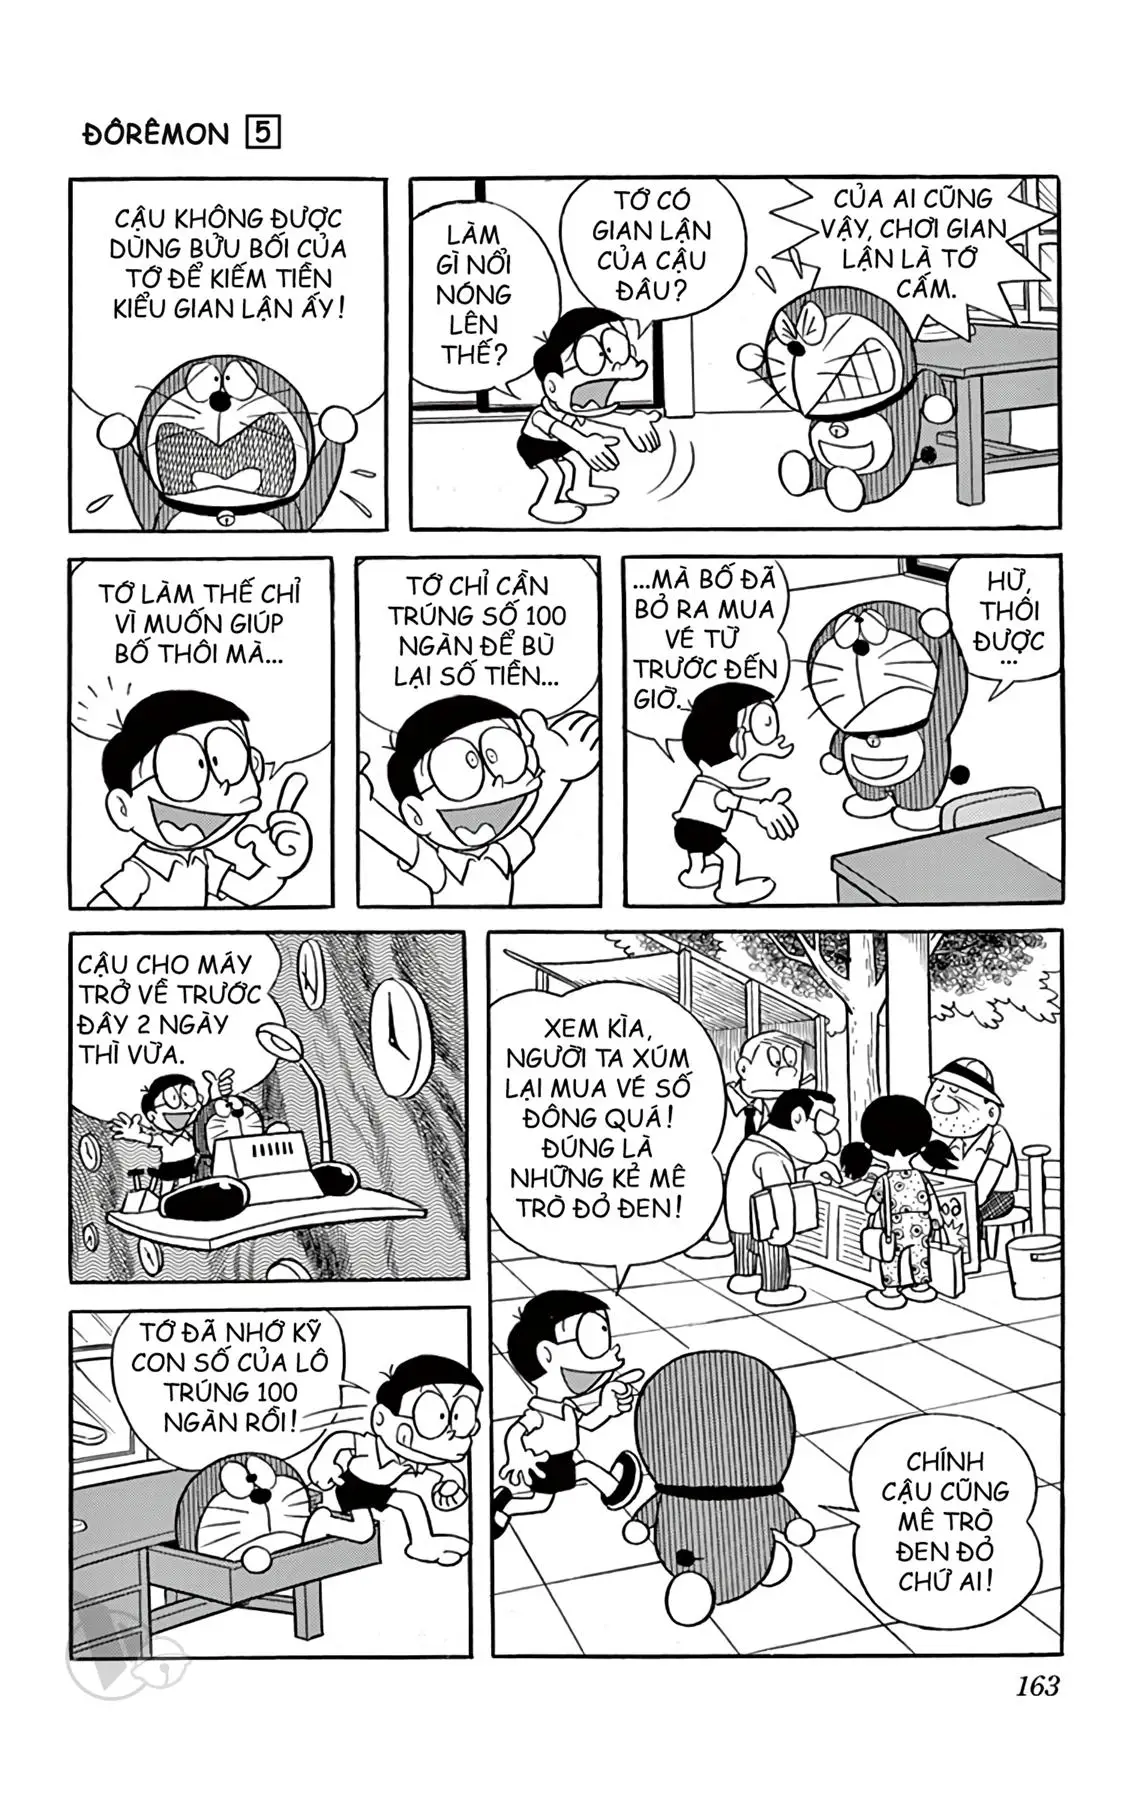 ĐÔRÊMON 5
CẬU KHÔNG ĐƯỢC
DÙNG BỬU BỐI CỦA
TỚ ĐỂ KIẾM TIỀN
KIỂU GIAN LẬN ẤY!
LÀM
GÌ NỔI
NÓNG
LÊN
THẾ?
TỚ CÓ
GIAN LẬN
CỦA CẬU
ĐÂU?
CỦA AI CŨNG
VẬY, CHƠI GIAN
LẬN LÀ TỚ
CẤM.
TỚ LÀM THẾ CHỈ
VÌ MUỐN GIÚP
BỐ THÔI MÀ...
TỚ CHỈ CẦN
TRÚNG SỐ 100
NGÀN ĐỂ BÙ
LẠI SỐ TIỀN...
...MÀ BỐ ĐÃ
BỎ RA MUA
VÉ TỪ
TRƯỚC ĐẾN
GIỜ.
HỪ,
THÔI
ĐƯỢC
...
CẬU CHO MÁY
TRỞ VỀ TRƯỚC
ĐÂY 2 NGÀY
THÌ VỪA.
TỚ ĐÃ NHỚ KỸ
CON SỐ CỦA LÔ
TRÚNG 100
NGÀN RỒI!
XEM KÌA,
NGƯỜI TA XÚM
LẠI MUA VÉ SỐ
ĐÔNG QUÁ!
ĐÚNG LÀ
NHỮNG KẺ MÊ
TRÒ ĐỎ ĐEN!
CHÍNH
CẬU CŨNG
MÊ TRÒ
ĐEN ĐỎ
CHỨ AI!
163